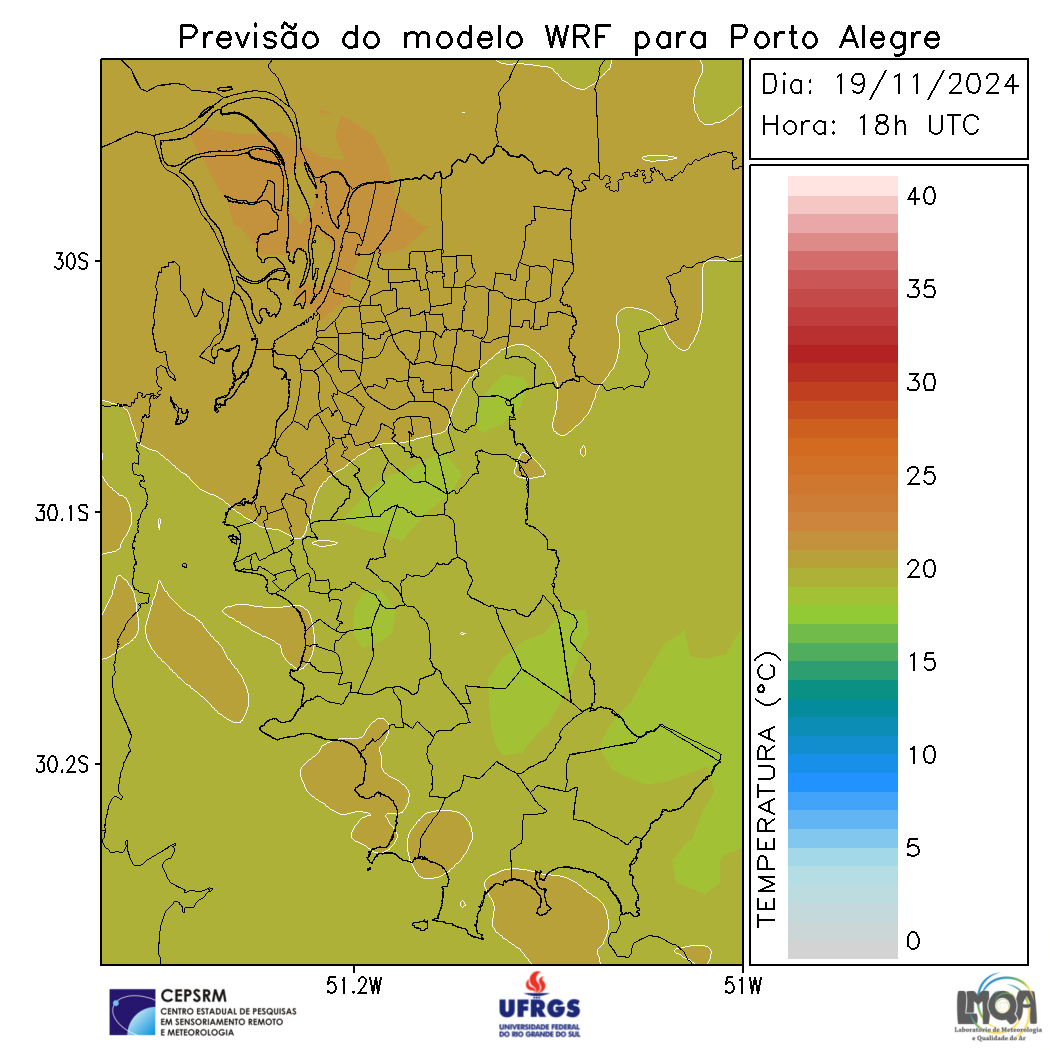 Previsão do modelo WRF para Porto Alegre
Dia: 19/11/2024
Hora: 18h UTC
30S
30.1S
30.2S
51.2W
51W
TEMPERATURA (°C)
40
35
30
25
20
15
10
5
0
CEPSRM
CENTRO ESTADUAL DE PESQUISAS
EM SENSORIAMENTO REMOTO
E METEOROLOGIA
UFRGS
UNIVERSIDADE FEDERAL
DO RIO GRANDE DO SUL
LMQA
Laboratório de Meteorologia
e Qualidade do Ar